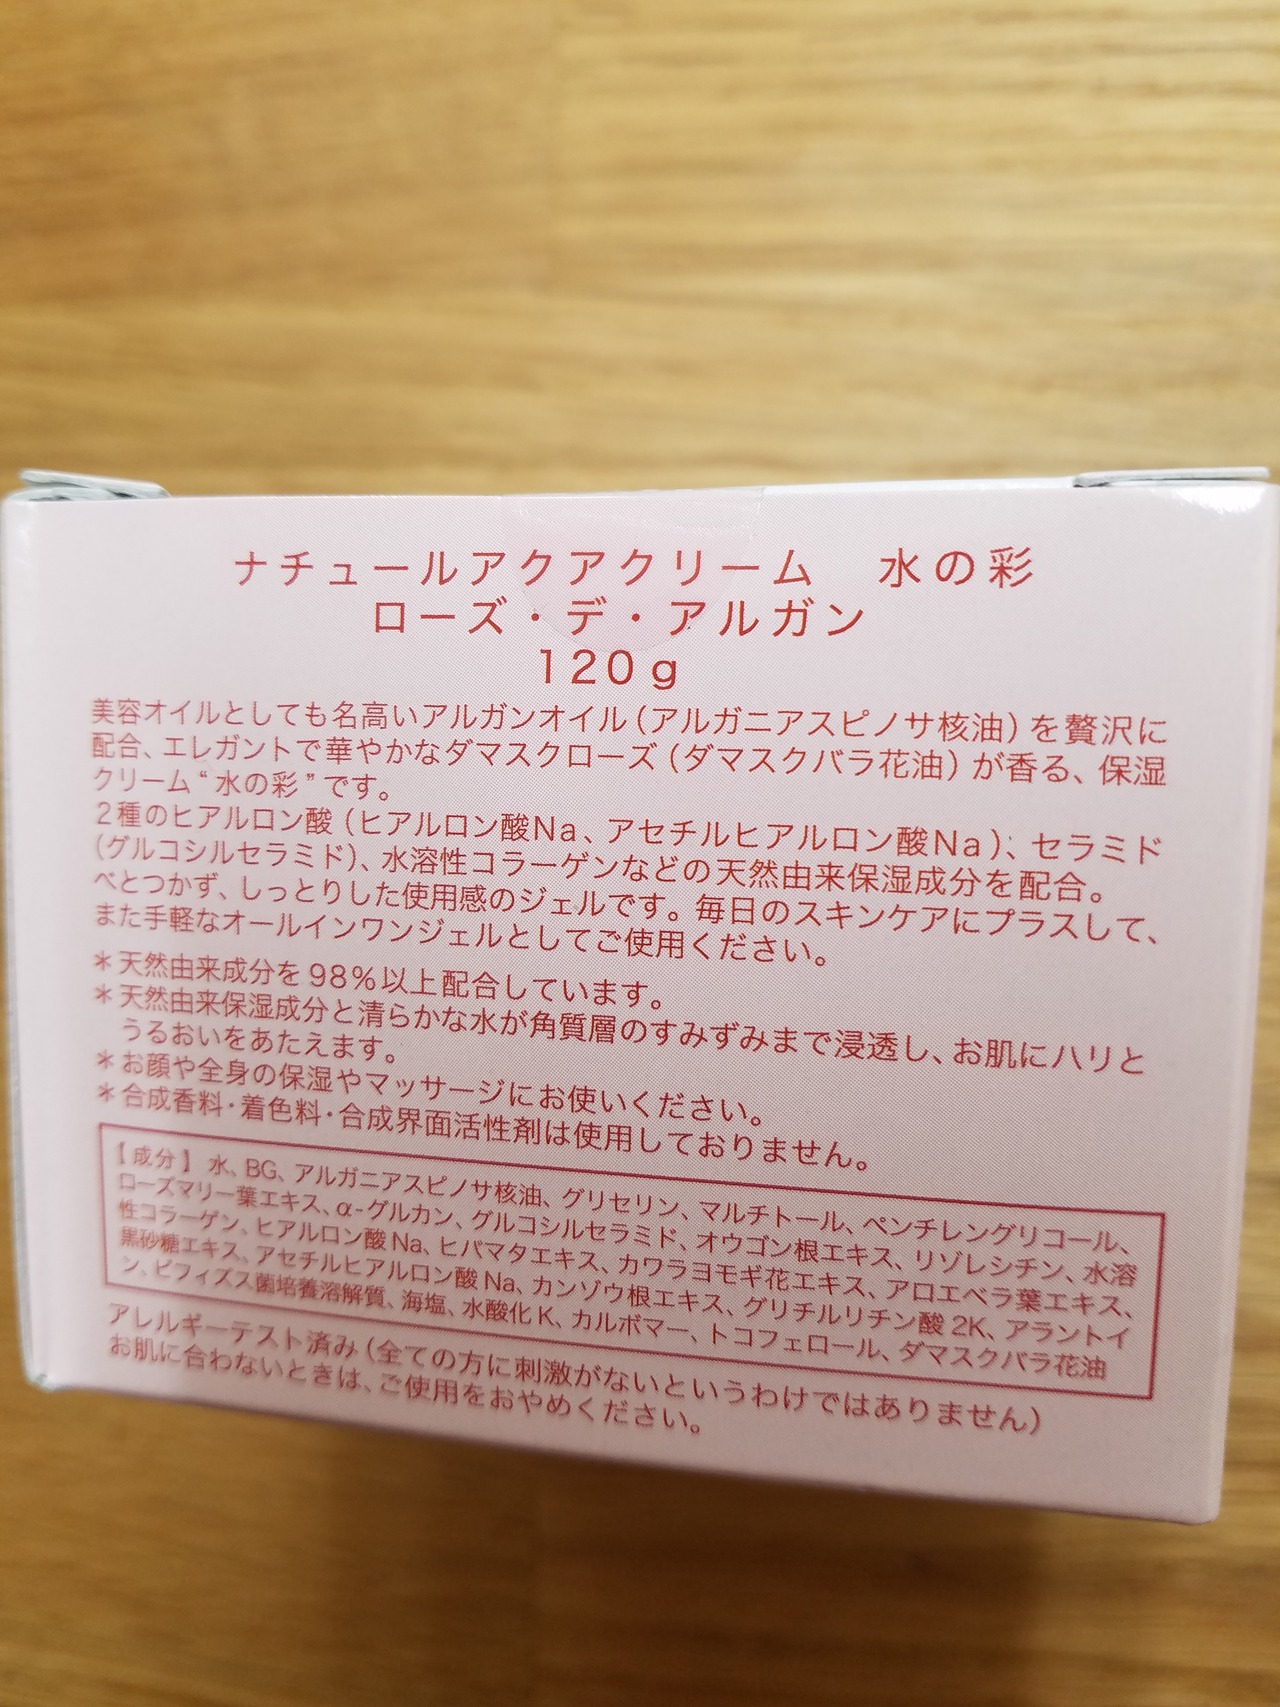 ナチュールアクアクリーム　水の彩
ローズ・デ・アルガン
120g
美容オイルとしても名高いアルガンオイル（アルガニアスピノサ核油）を贅沢に
配合、エレガントで華やかなダマスクローズ（ダマスクバラ花油）が香る、保湿
クリーム“水の彩”です。
2種のヒアルロン酸（ヒアルロン酸Na、アセチルヒアルロン酸Na）、セラミド
（グルコシルセラミド）、水溶性コラーゲンなどの天然由来保湿成分を配合。
べとつかず、しっとりした使用感のジェルです。毎日のスキンケアにプラスして、
また手軽なオールインワンジェルとしてご使用ください。
＊天然由来成分を98％以上配合しています。
＊天然由来保湿成分と清らかな水が角質層のすみずみまで浸透し、お肌にハリと
うるおいをあたえます。
＊お顔や全身の保湿やマッサージにお使いください。
＊合成香料・着色料・合成界面活性剤は使用しておりません。
【成分】水、BG、アルガニアスピノサ核油、グリセリン、マルチトール、ペンチレングリコール、
ローズマリー葉エキス、α-グルカン、グルコシルセラミド、オウゴン根エキス、リゾレシチン、水溶
性コラーゲン、ヒアルロン酸Na、ヒバマタエキス、カワラヨモギ花エキス、アロエベラ葉エキス、
黒砂糖エキス、アセチルヒアルロン酸Na、カンゾウ根エキス、グリチルリチン酸2K、アラントイ
ン、ビフィズス菌培養溶解質、海塩、水酸化K、カルボマー、トコフェロール、ダマスクバラ花油
アレルギーテスト済み（全ての方に刺激がないというわけではありません）
お肌に合わないときは、ご使用をおやめください。